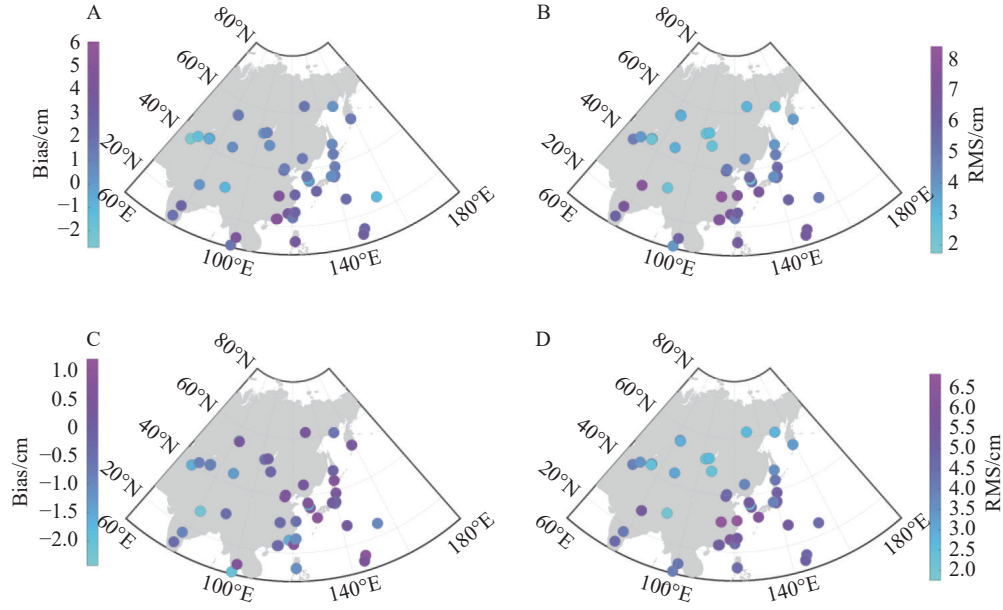 A
Bias/cm
6
5
4
3
2
1
0
−1
−2
80°N
60°N
40°N
20°N
60°E
100°E
140°E
180°E
B
80°N
60°N
40°N
20°N
60°E
100°E
140°E
180°E
8
7
6
5
4
3
2
RMS/cm
C
Bias/cm
1.0
0.5
0
−0.5
−1.0
−1.5
−2.0
80°N
60°N
40°N
20°N
60°E
100°E
140°E
180°E
D
80°N
60°N
40°N
20°N
60°E
100°E
140°E
180°E
6.5
6.0
5.5
5.0
4.5
4.0
3.5
3.0
2.5
2.0
RMS/cm